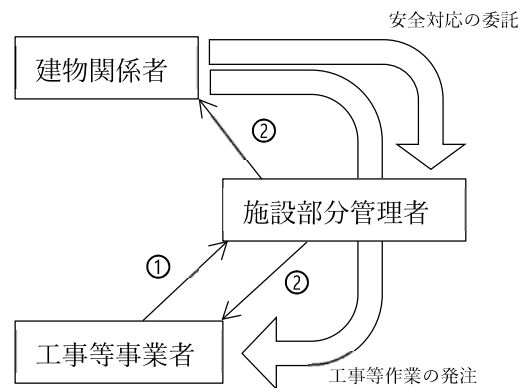 安全対応の委託
建物関係者
②
施設部分管理者
①
②
工事等事業者
工事等作業の発注